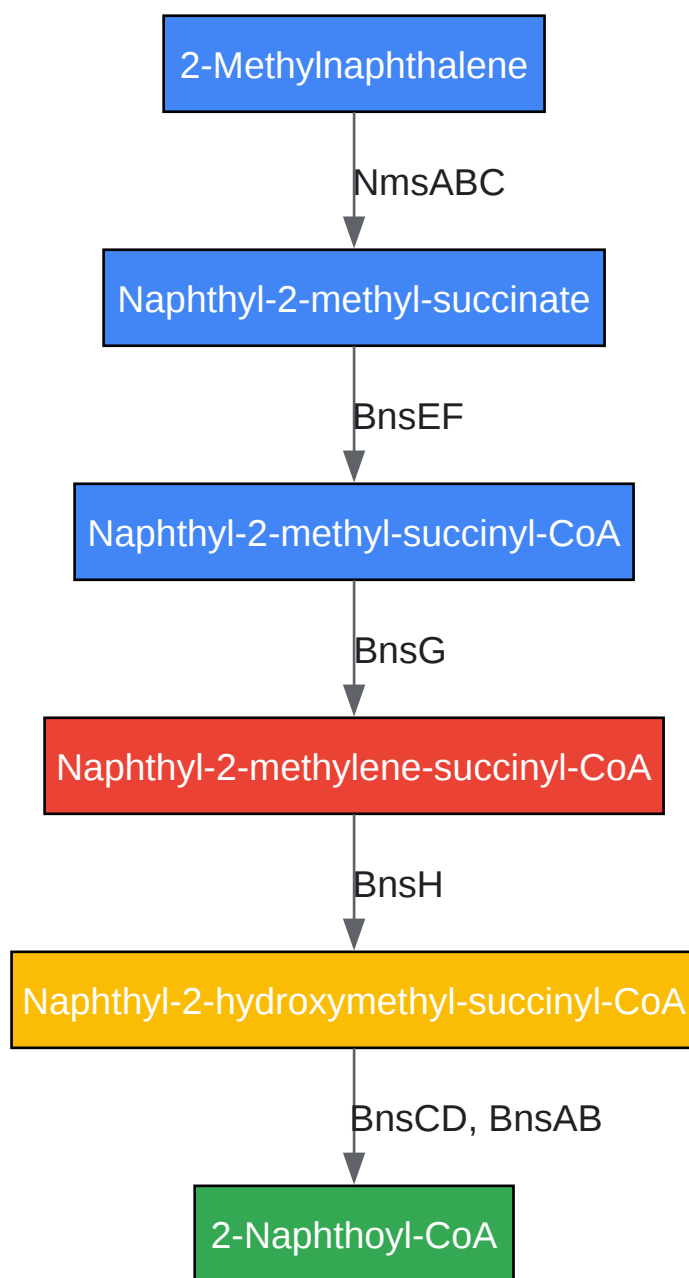 2-Methylnaphthalene
NmsABC
Naphthyl-2-methyl-succinate
BnsEF
Naphthyl-2-methyl-succinyl-CoA
BnsG
Naphthyl-2-methylene-succinyl-CoA
BnsH
Naphthyl-2-hydroxymethyl-succinyl-CoA
BnsCD, BnsAB
2-Naphthoyl-CoA